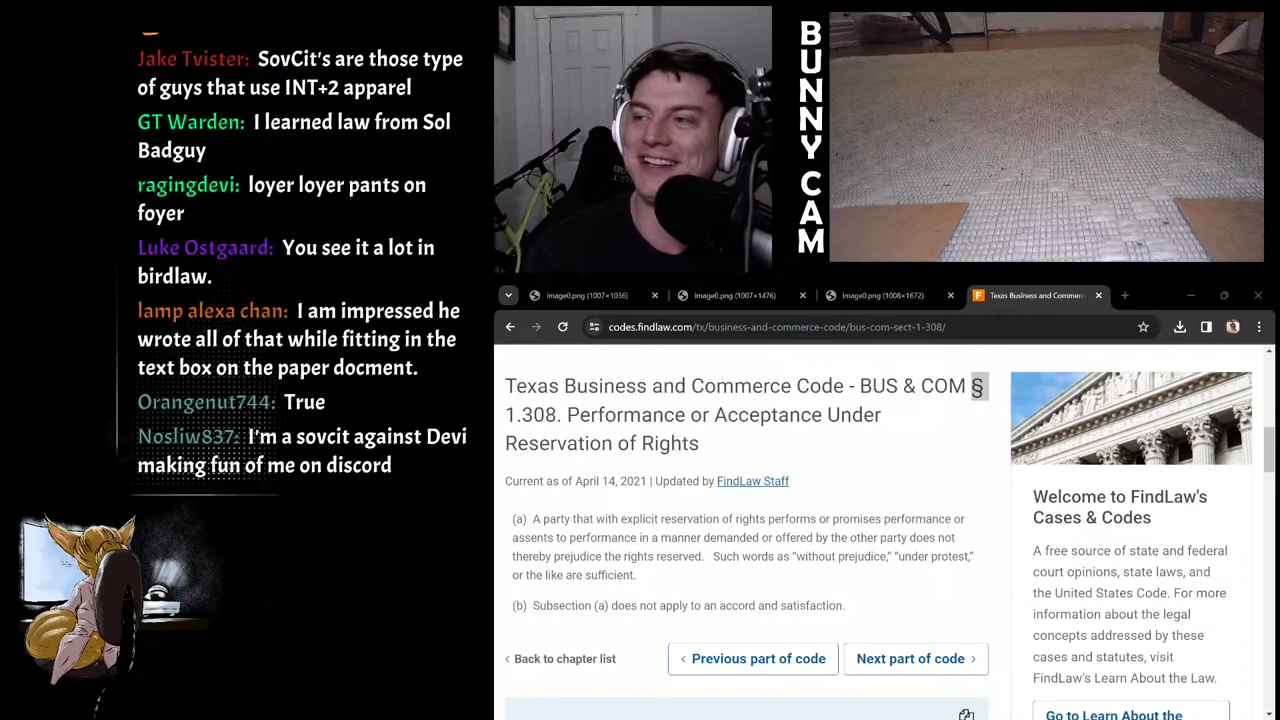 Jake Tvister: SovCit's are those type
of guys that use INT+2 apparel
GT Warden: I learned law from Sol
Badguy
ragingdevi: loyer loyer pants on
foyer
Luke Ostgaard: You see it a lot in
birdlaw.
lamp alexa chan: I am impressed he
wrote all of that while fitting in the
text box on the paper docment.
Orangenut744: True
Nosliw837: I'm a sovcit against Devi
making fun of me on discord
BUNNY CAM
image0.png (1007×1036)
image0.png (1007×1476)
image0.png (1008×1672)
Texas Business and Commerc
codes.findlaw.com/tx/business-and-commerce-code/bus-com-sect-1-308/
Texas Business and Commerce Code - BUS & COM §
1.308. Performance or Acceptance Under
Reservation of Rights
Current as of April 14, 2021 | Updated by FindLaw Staff
(a) A party that with explicit reservation of rights performs or promises performance or
assents to performance in a manner demanded or offered by the other party does not
thereby prejudice the rights reserved. Such words as “without prejudice,” “under protest,”
or the like are sufficient.
(b) Subsection (a) does not apply to an accord and satisfaction.
Back to chapter list
Previous part of code
Next part of code
Welcome to FindLaw's
Cases & Codes
A free source of state and federal
court opinions, state laws, and
the United States Code. For more
information about the legal
concepts addressed by these
cases and statutes, visit
FindLaw's Learn About the Law.
Go to Learn About the